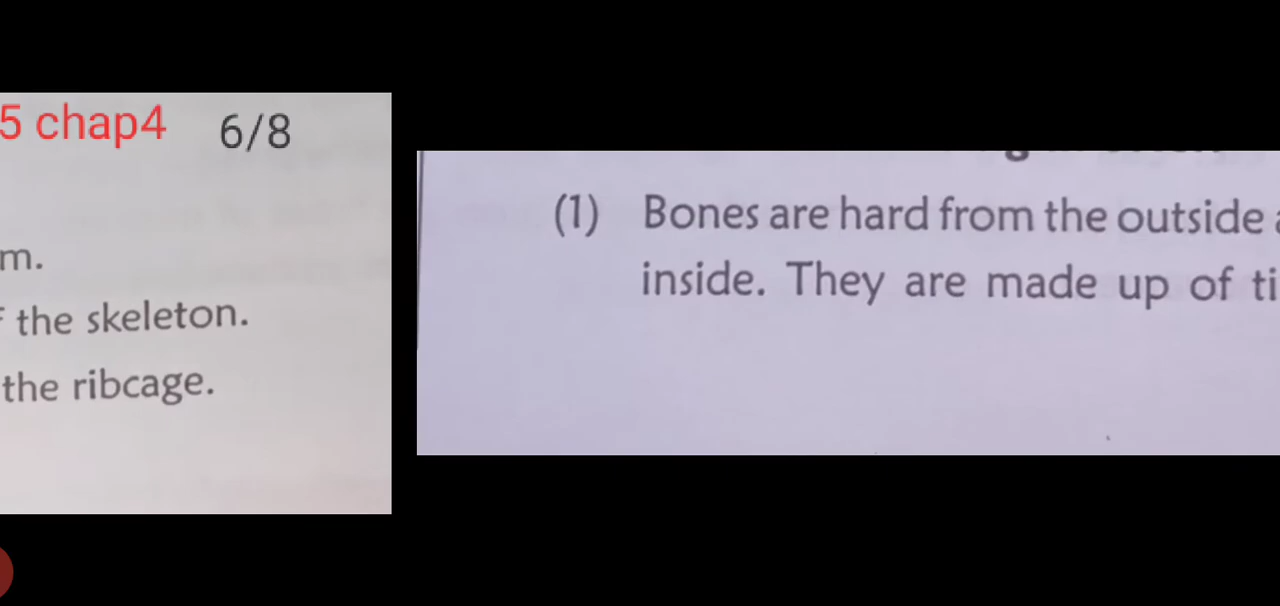 5 chap4 6/8
m.
the skeleton.
the ribcage.
(1) Bones are hard from the outside
inside. They are made up of ti